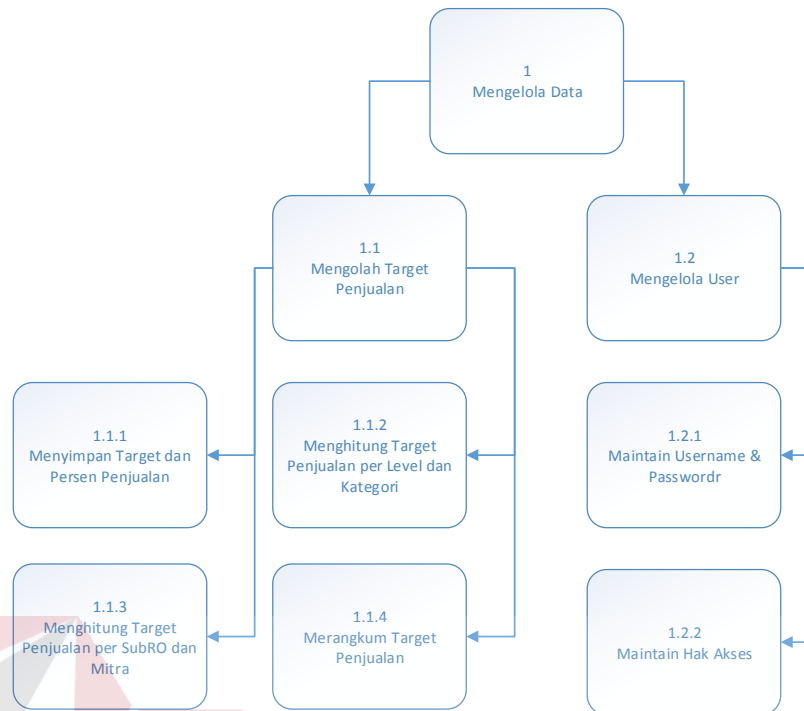 1
Mengelola Data
1.1
Mengolah Target
Penjualan
1.2
Mengelola User
1.1.1
Menyimpan Target dan
Persen Penjualan
1.1.2
Menghitung Target
Penjualan per Level dan
Kategori
1.2.1
Maintain Username &
Passwordr
1.1.3
Menghitung Target
Penjualan per SubRO dan
Mitra
1.1.4
Merangkum Target
Penjualan
1.2.2
Maintain Hak Akses